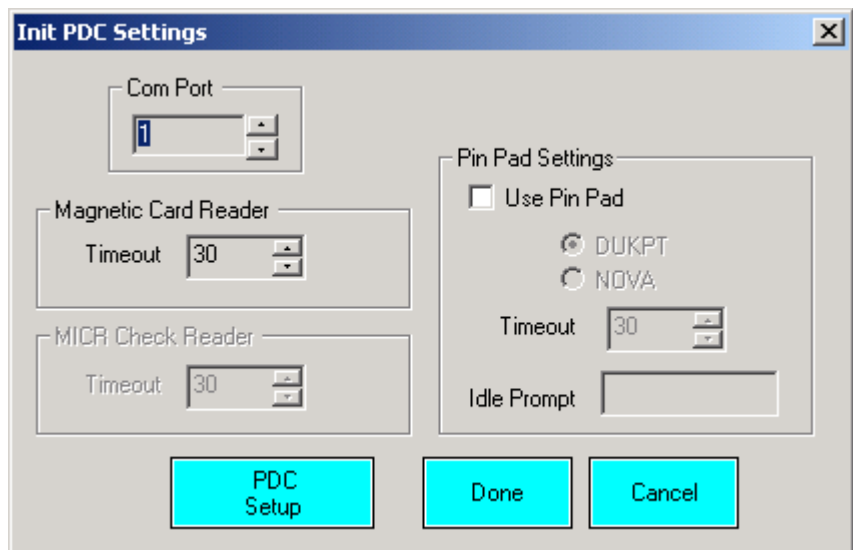 Init PDC Settings
Com Port
1
Magnetic Card Reader
Timeout 30
MICR Check Reader
Timeout 30
Pin Pad Settings
Use Pin Pad
DUKPT
NOVA
Timeout 30
Idle Prompt
PDC
Setup
Done
Cancel